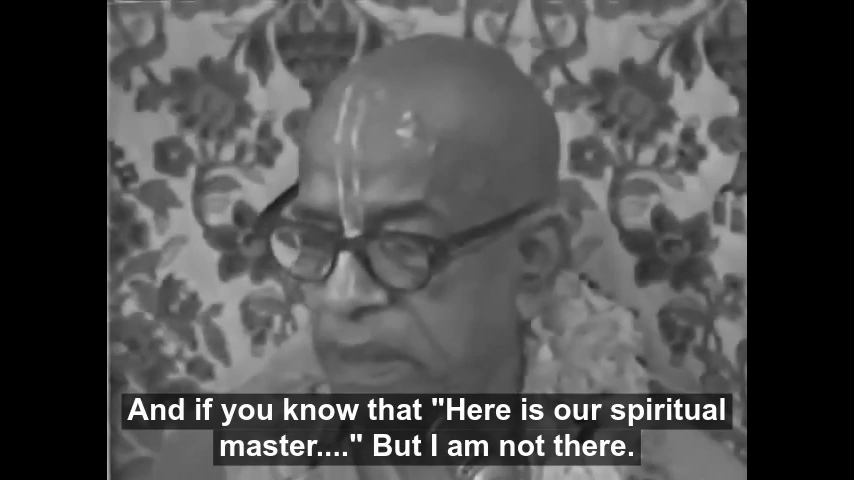 And if you know that "Here is our spiritual
master...." But I am not there.